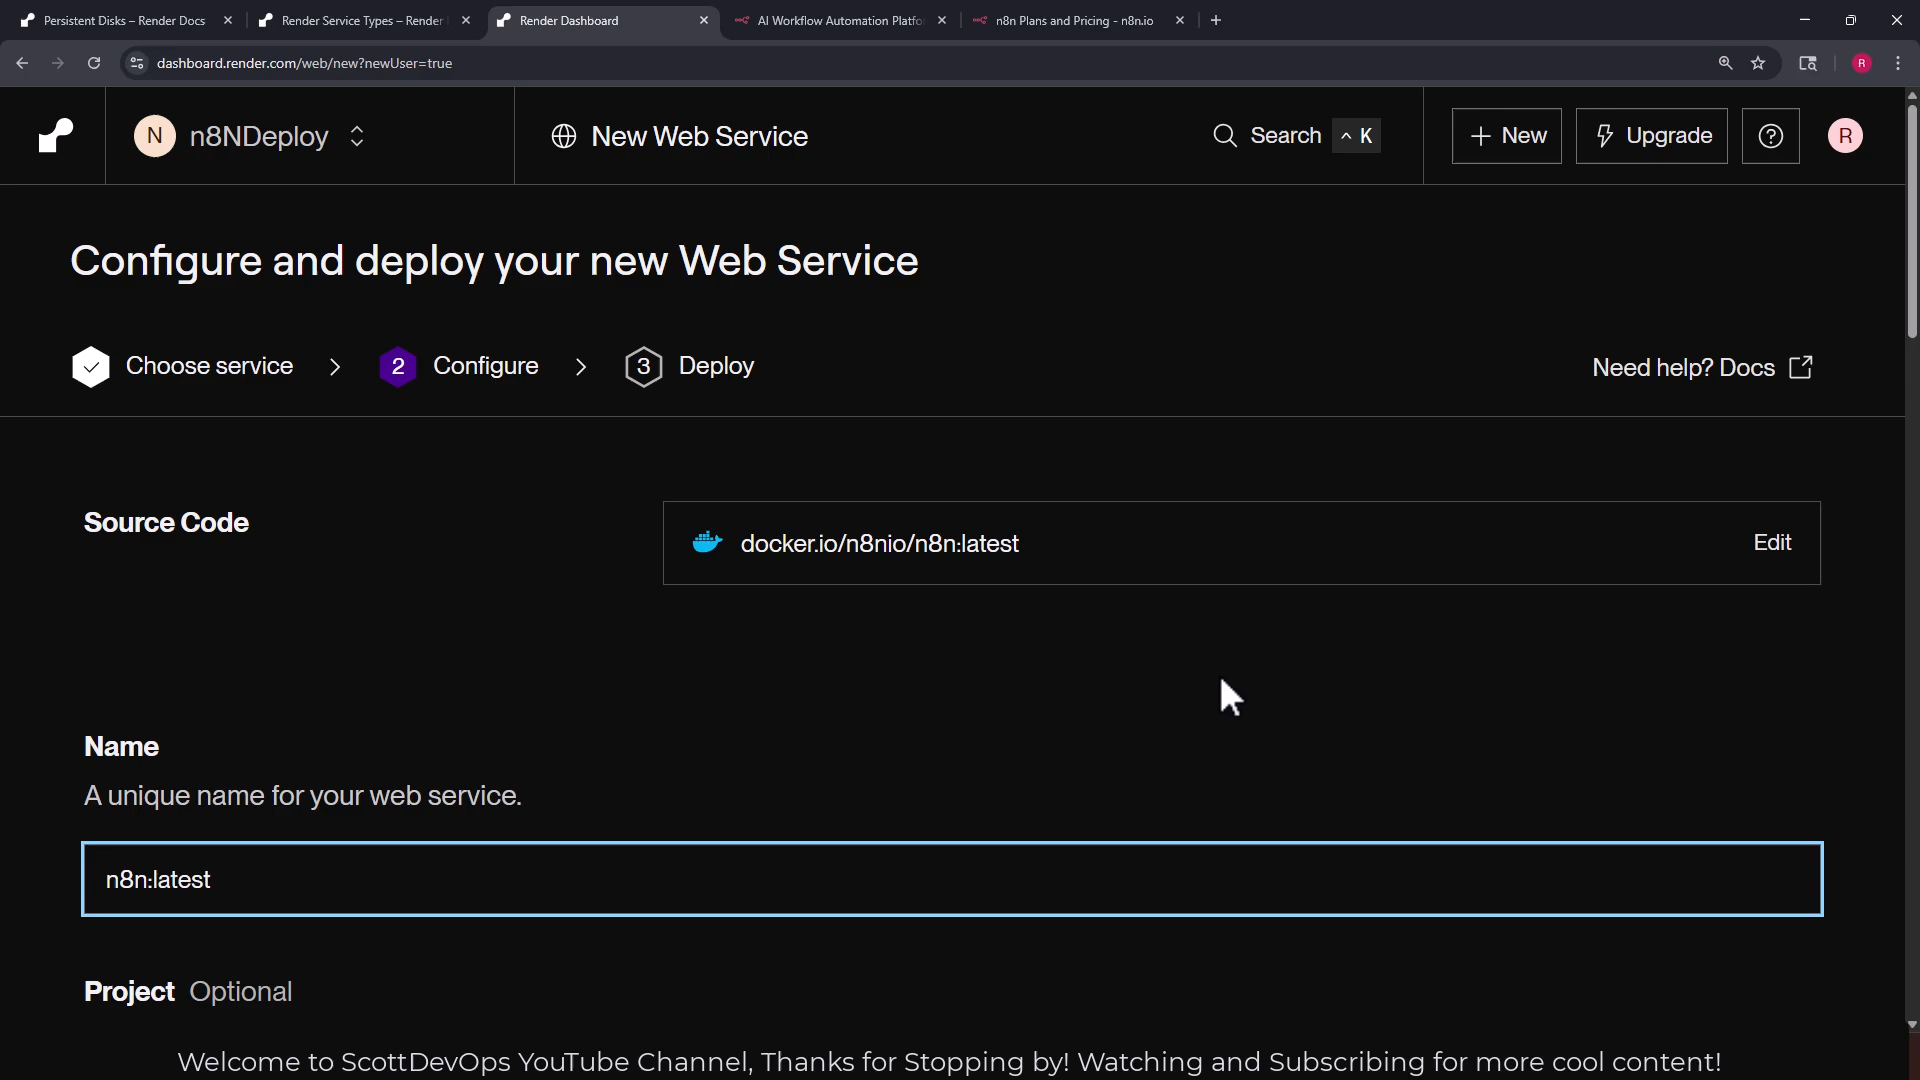 Persistent Disks – Render Docs
Render Service Types – Render
Render Dashboard
AI Workflow Automation Platfo
n8n Plans and Pricing - n8n.io
dashboard.render.com/web/new?newUser=true
R
N
n8NDeploy
New Web Service
Search
^ K
+ New
Upgrade
?
R
Configure and deploy your new Web Service
Choose service
2
Configure
3
Deploy
Need help? Docs
Source Code
docker.io/n8nio/n8n:latest
Edit
Name
A unique name for your web service.
n8n:latest
Project Optional
Welcome to ScottDevOps YouTube Channel, Thanks for Stopping by! Watching and Subscribing for more cool content!